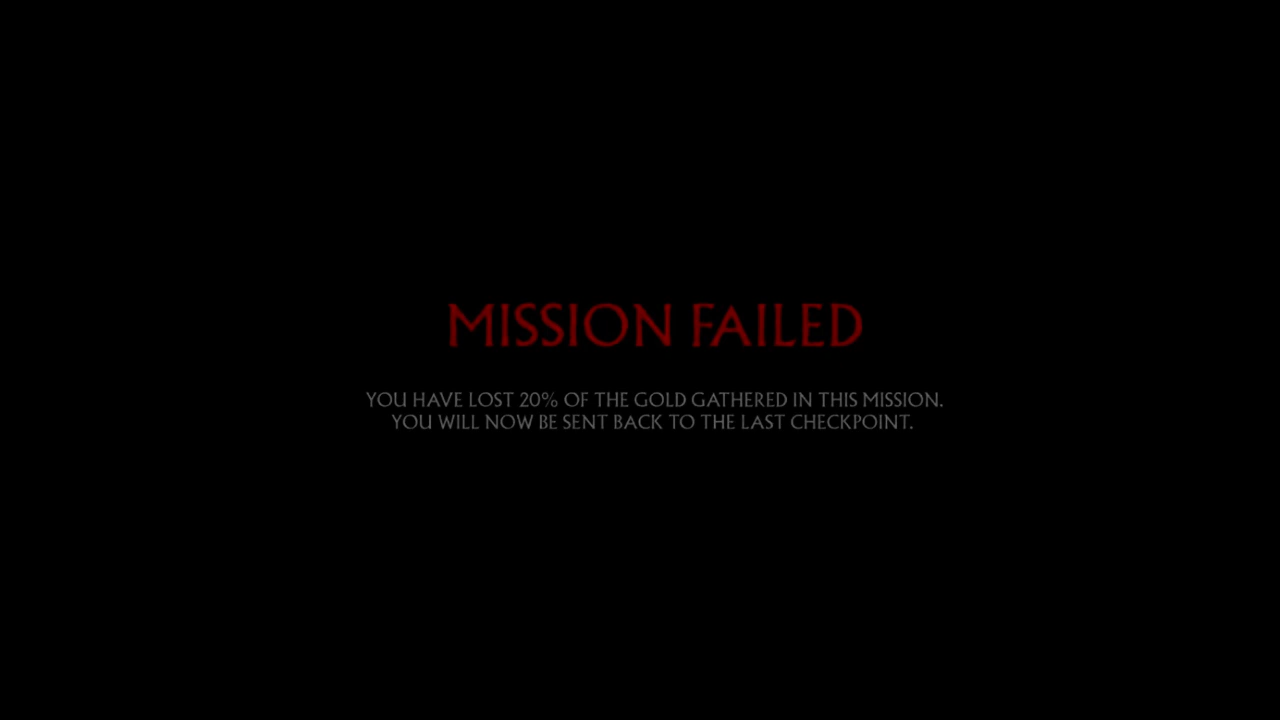 MISSION FAILED
YOU HAVE LOST 20% OF THE GOLD GATHERED IN THIS MISSION.
YOU WILL NOW BE SENT BACK TO THE LAST CHECKPOINT.